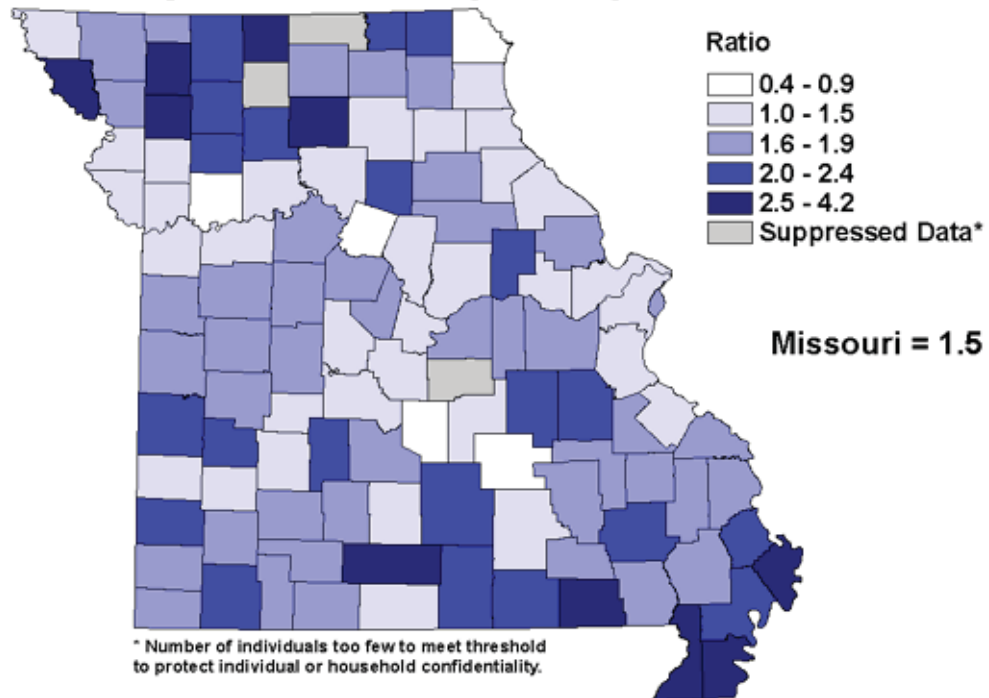 Ratio
0.4 - 0.9
1.0 - 1.5
1.6 - 1.9
2.0 - 2.4
2.5 - 4.2
Suppressed Data*
Missouri = 1.5
* Number of individuals too few to meet threshold
to protect individual or household confidentiality.